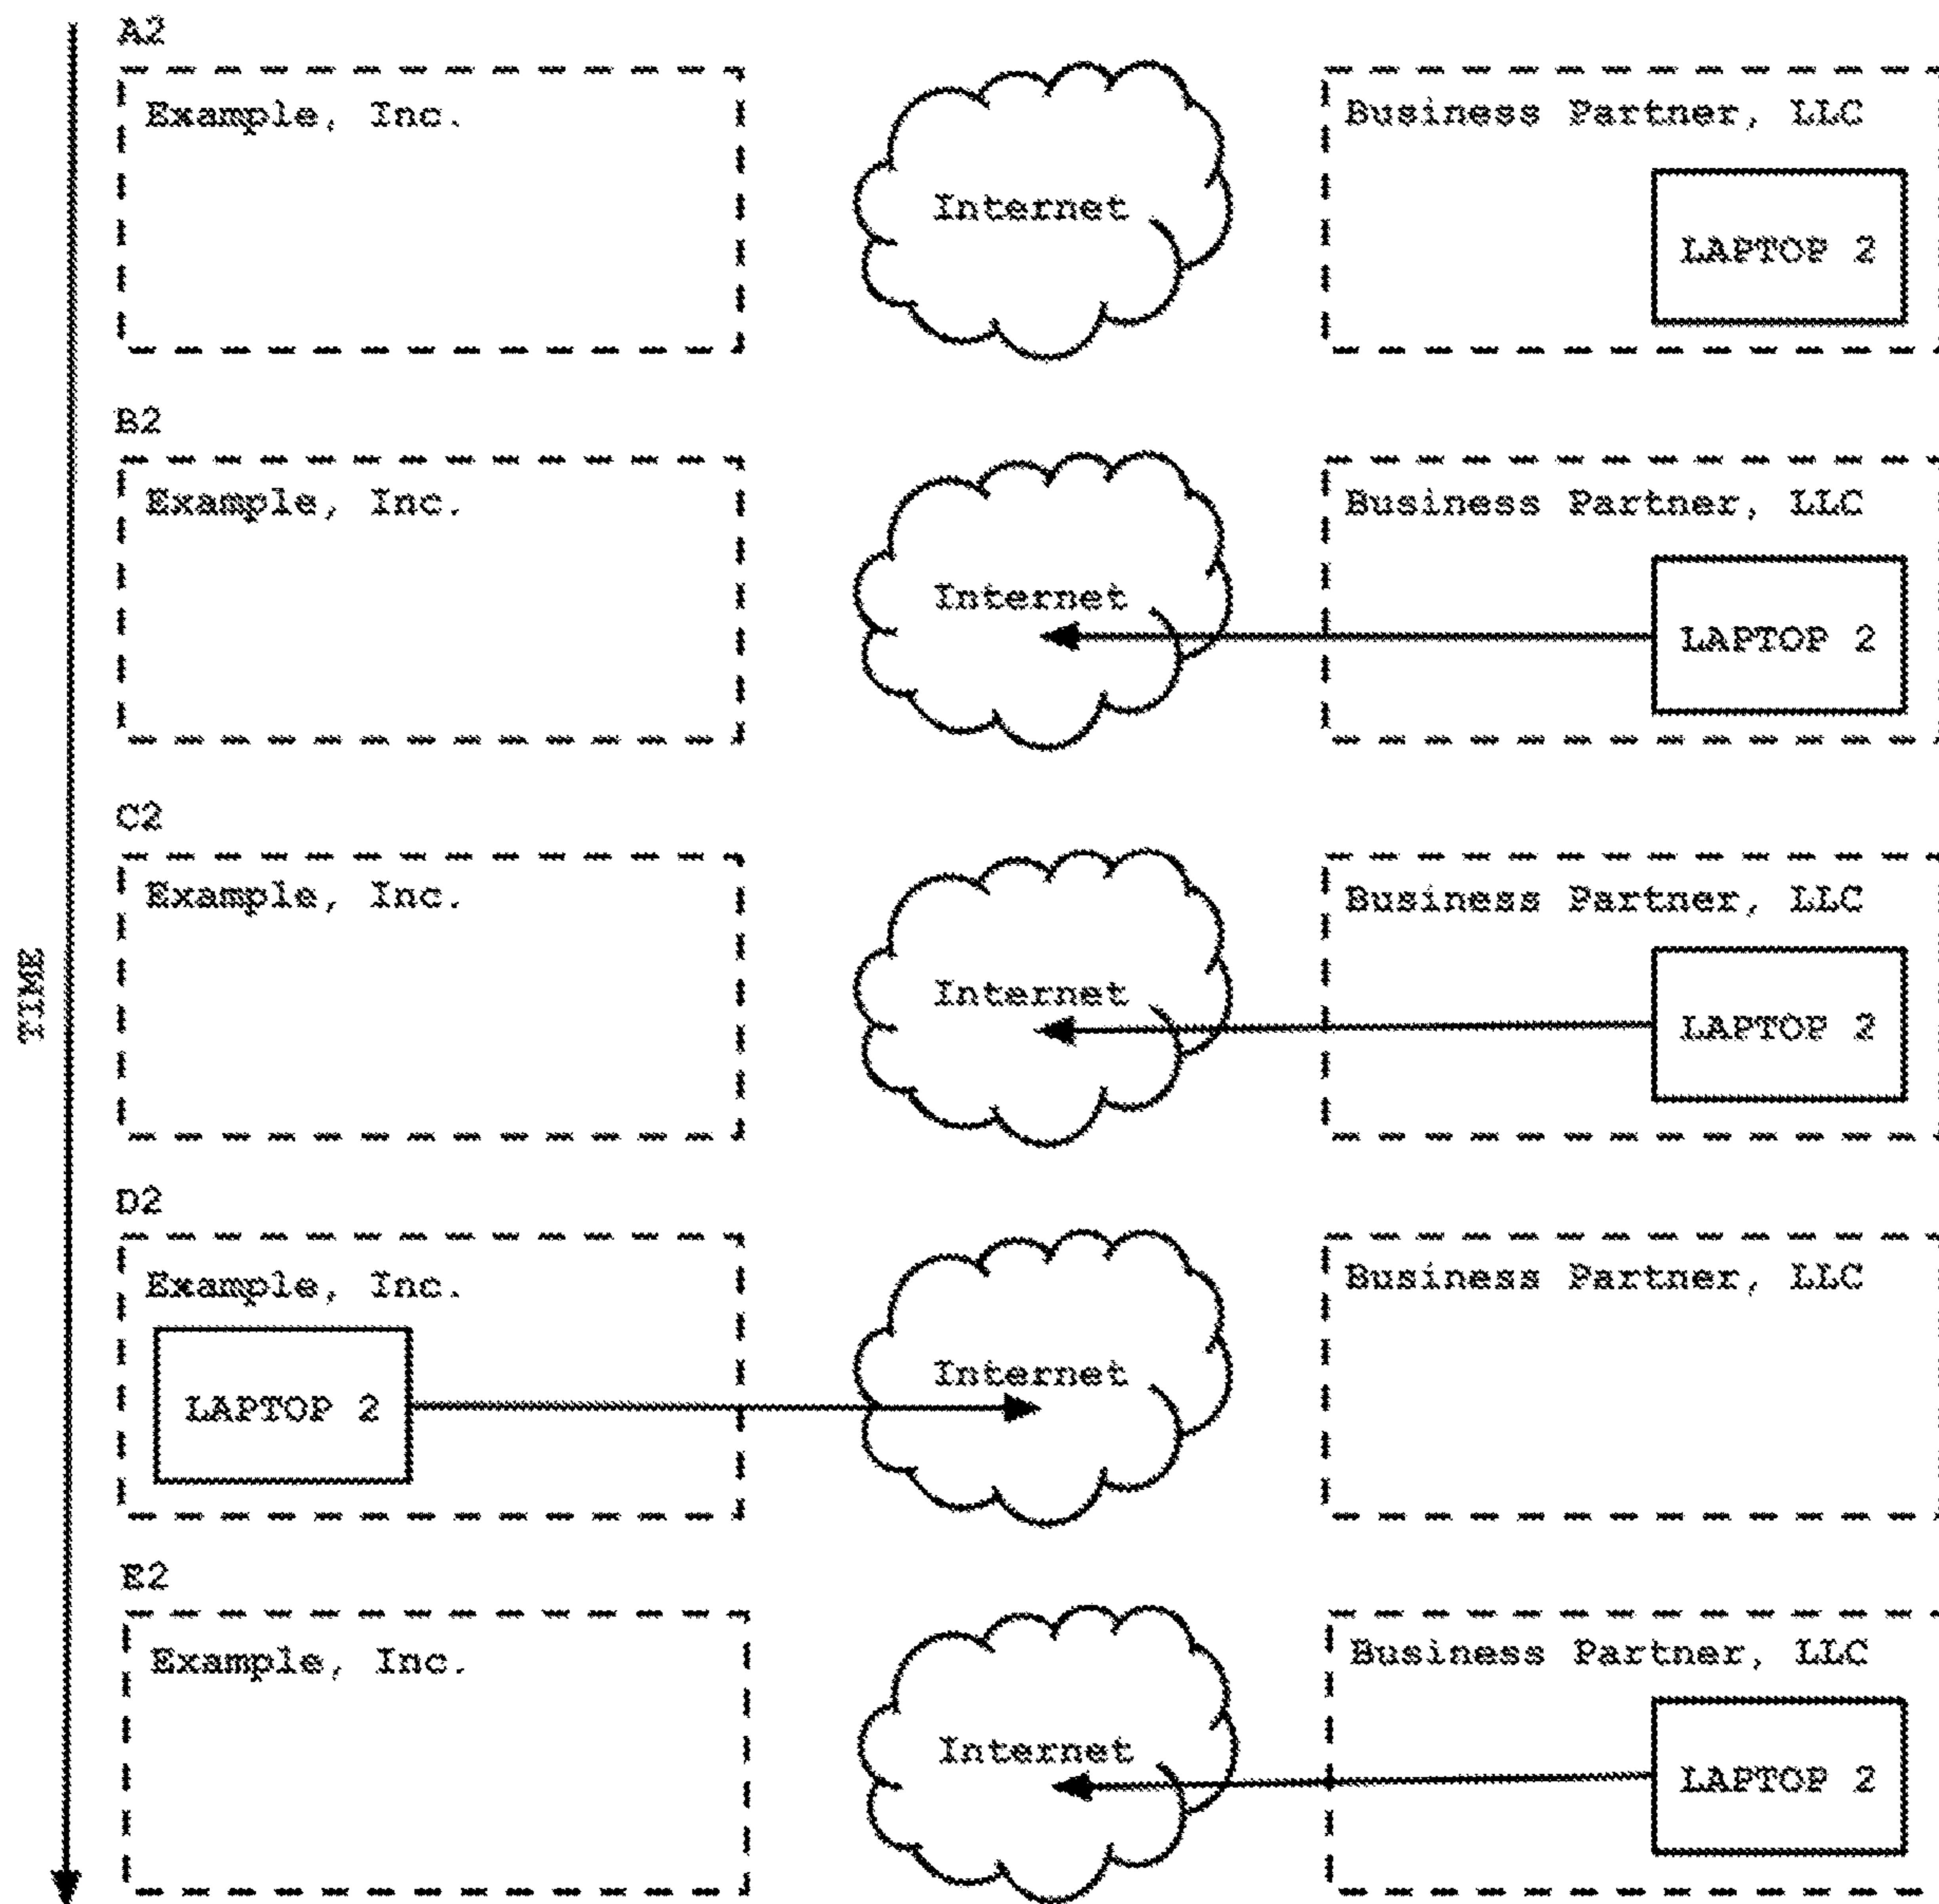 A2
Example, Inc.
Internet
Business Partner, LLC
LAPTOP 2
B2
Example, Inc.
Internet
Business Partner, LLC
LAPTOP 2
TIME
C2
Example, Inc.
Internet
Business Partner, LLC
LAPTOP 2
D2
Example, Inc.
LAPTOP 2
Internet
Business Partner, LLC
E2
Example, Inc.
Internet
Business Partner, LLC
LAPTOP 2